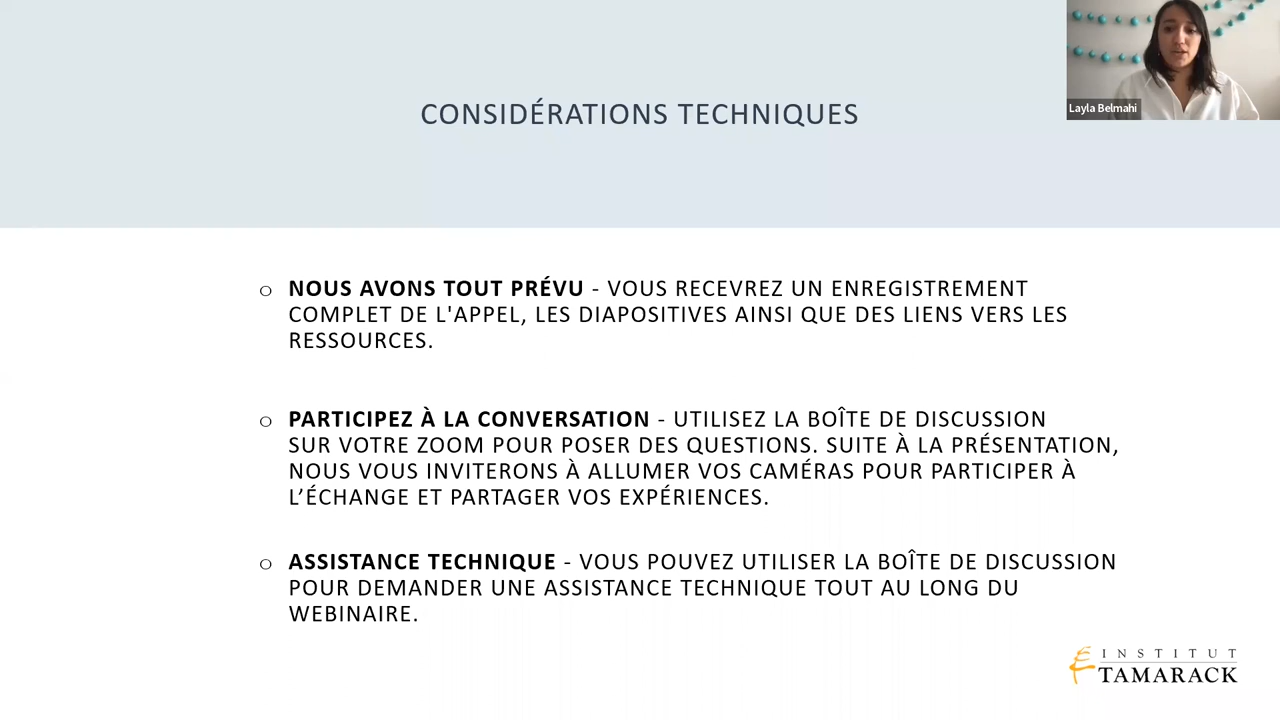 Layla Belmahi
CONSIDÉRATIONS TECHNIQUES
○ NOUS AVONS TOUT PRÉVU - VOUS RECEVREZ UN ENREGISTREMENT
COMPLET DE L'APPEL, LES DIAPOSITIVES AINSI QUE DES LIENS VERS LES
RESSOURCES.
○ PARTICIPEZ À LA CONVERSATION - UTILISEZ LA BOÎTE DE DISCUSSION
SUR VOTRE ZOOM POUR POSER DES QUESTIONS. SUITE À LA PRÉSENTATION,
NOUS VOUS INVITERONS À ALLUMER VOS CAMÉRAS POUR PARTICIPER À
L’ÉCHANGE ET PARTAGER VOS EXPÉRIENCES.
○ ASSISTANCE TECHNIQUE - VOUS POUVEZ UTILISER LA BOÎTE DE DISCUSSION
POUR DEMANDER UNE ASSISTANCE TECHNIQUE TOUT AU LONG DU
WEBINAIRE.
INSTITUT
TAMARACK